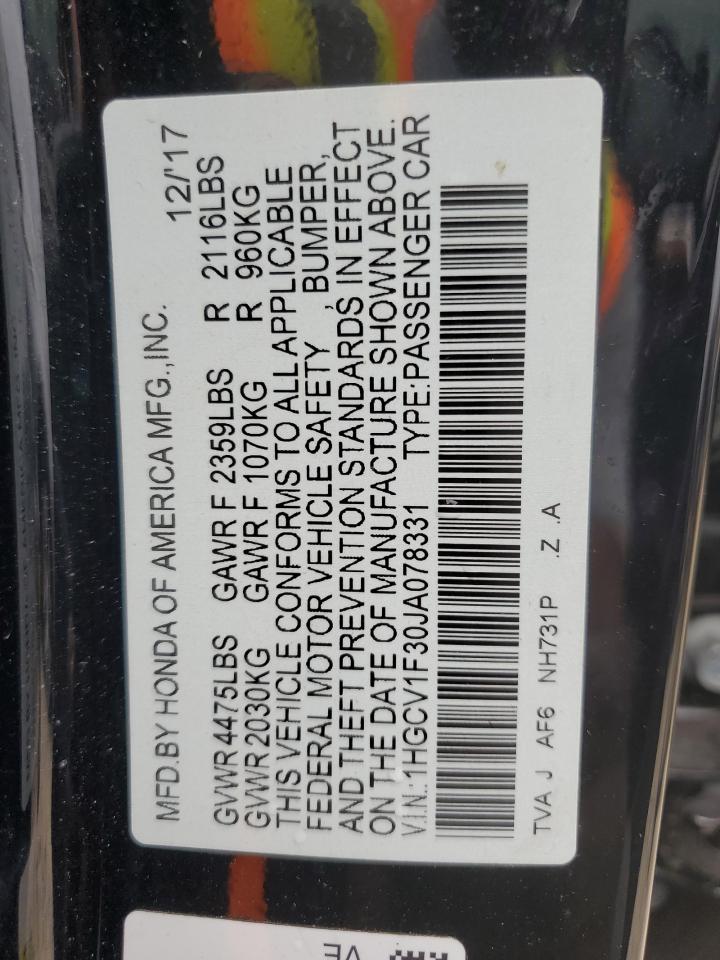 MFD.BY HONDA OF AMERICA MFG.,INC. 12/'17
GVWR 4475LBS GAWR F 2359LBS R 2116LBS
GVWR 2030KG GAWR F 1070KG R 960KG
THIS VEHICLE CONFORMS TO ALL APPLICABLE
FEDERAL MOTOR VEHICLE SAFETY, BUMPER,
AND THEFT PREVENTION STANDARDS IN EFFECT
ON THE DATE OF MANUFACTURE SHOWN ABOVE.
V.I.N.:1HGCV1F30JA078331 TYPE:PASSENGER CAR
TVA J AF6 NH731P .Z .A
VE